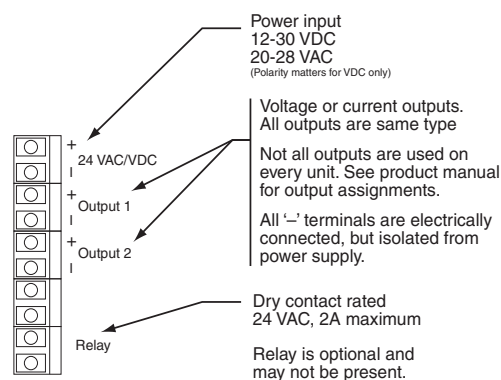 Power input
12-30 VDC
20-28 VAC
(Polarity matters for VDC only)
Voltage or current outputs.
All outputs are same type
Not all outputs are used on
every unit. See product manual
for output assignments.
All ‘–’ terminals are electrically
connected, but isolated from
power supply.
+
24 VAC/VDC
–
+
Output 1
–
+
Output 2
–
Dry contact rated
24 VAC, 2A maximum
Relay
Relay is optional and
may not be present.